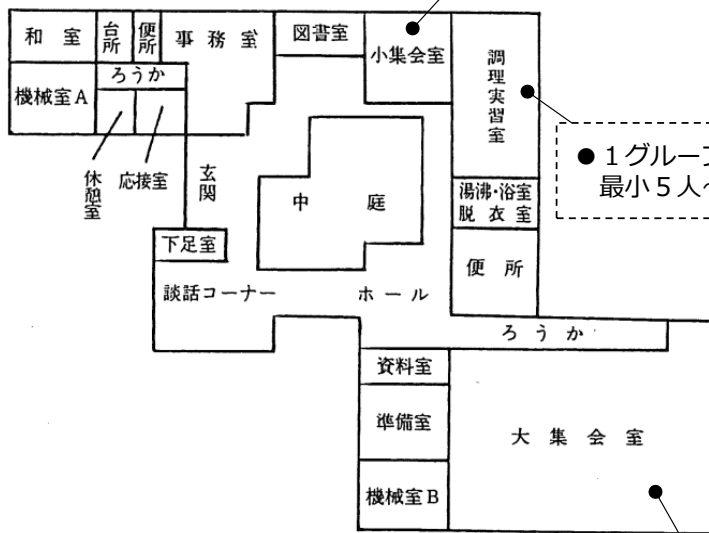 和室
台所
便所
事務室
図書室
小集会室
調理実習室
機械室A
ろうか
休憩室
応接室
玄関
中庭
湯沸・浴室
脱衣室
下足室
便所
談話コーナー
ホール
ろうか
資料室
準備室
大集会室
機械室B
●１グループ
最小５人